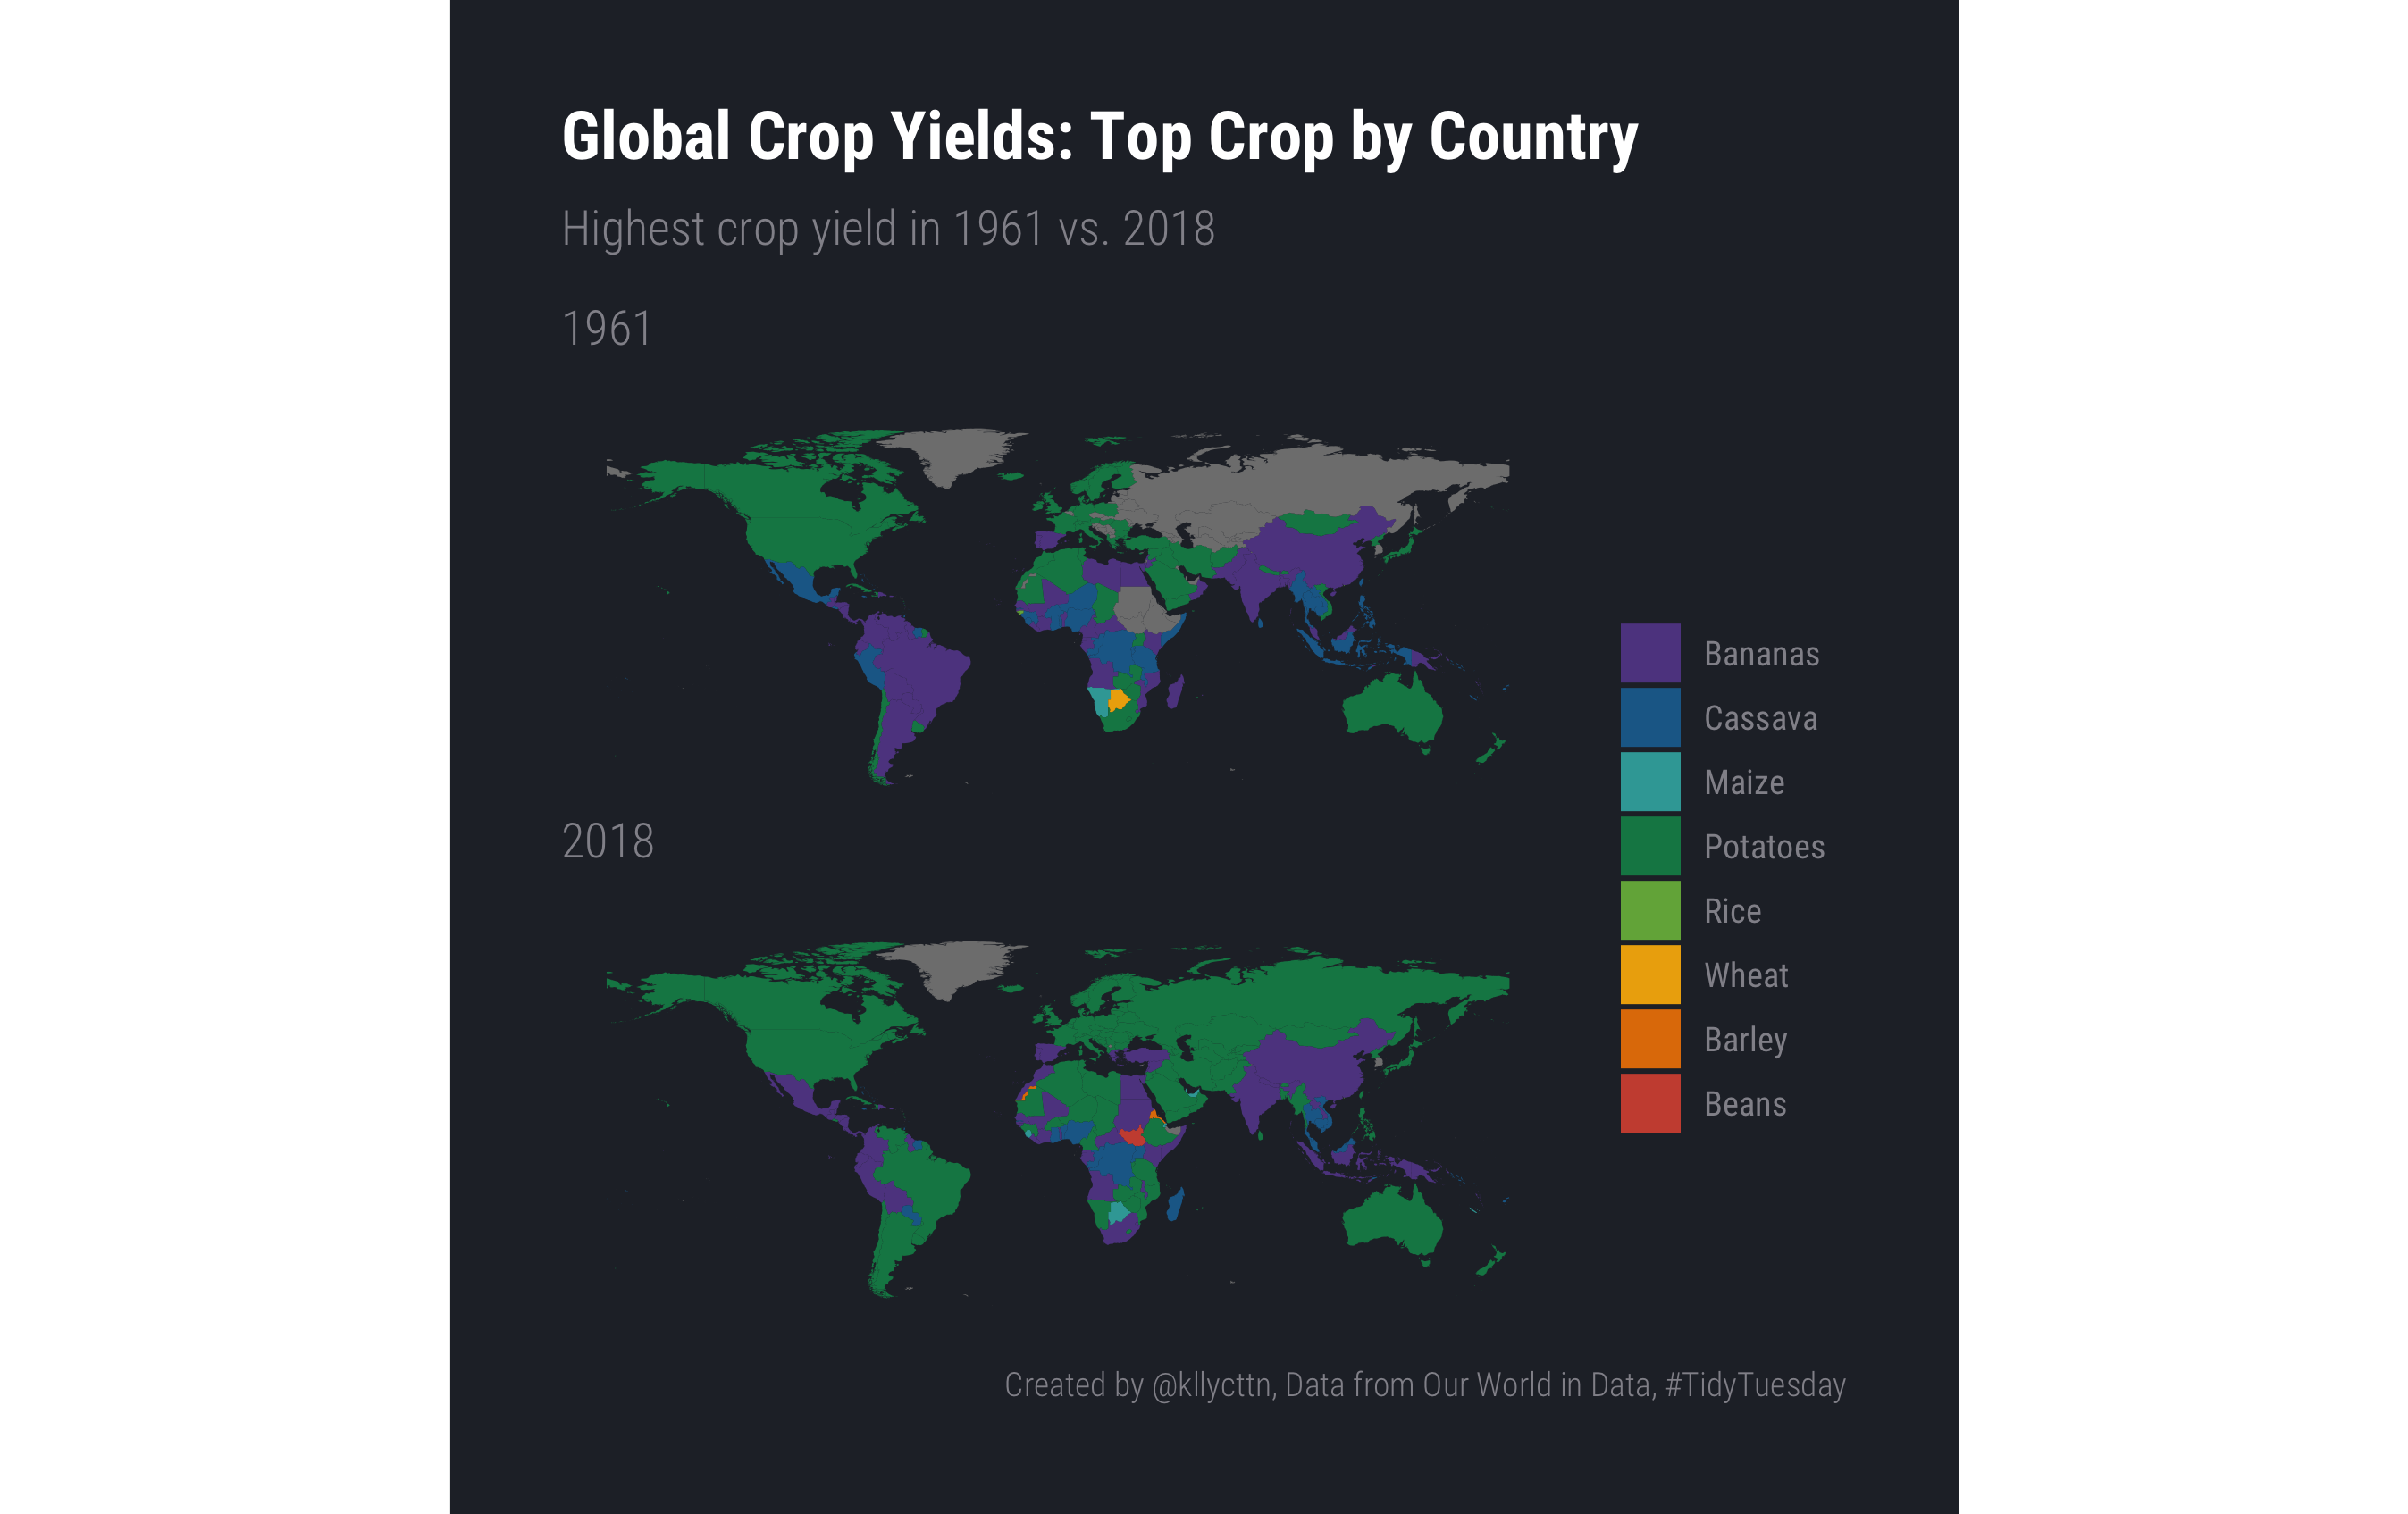 Global Crop Yields: Top Crop by Country
Highest crop yield in 1961 vs. 2018
1961
2018
Bananas
Cassava
Maize
Potatoes
Rice
Wheat
Barley
Beans
Created by @kllycttn, Data from Our World in Data, #TidyTuesday